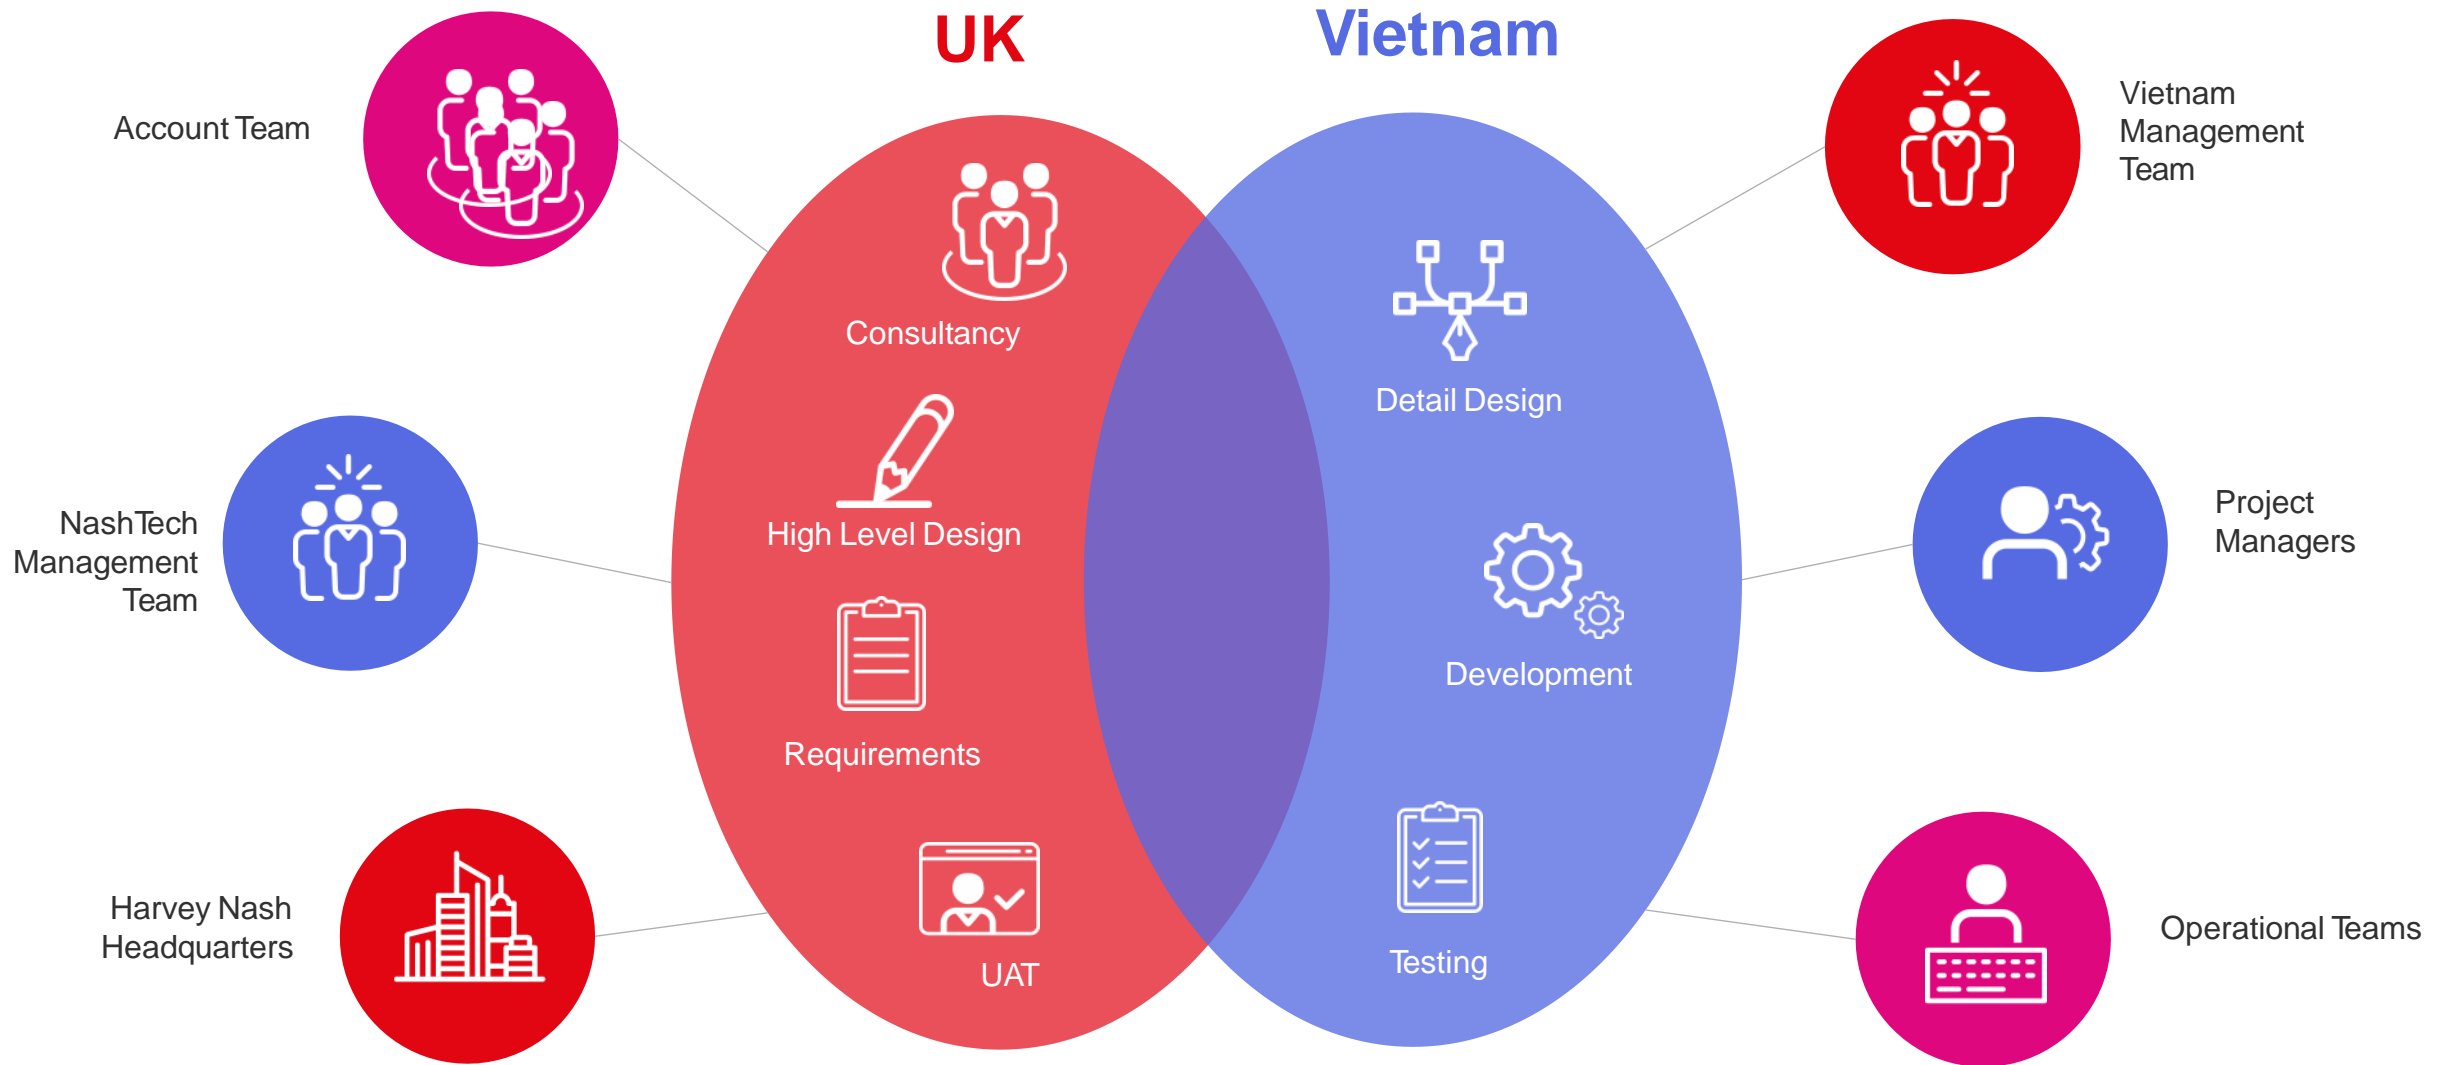 UK
Vietnam
Account Team
NashTech
Management
Team
Harvey Nash
Headquarters
Consultancy
High Level Design
Requirements
UAT
Detail Design
Development
Testing
Vietnam
Management
Team
Project
Managers
Operational Teams